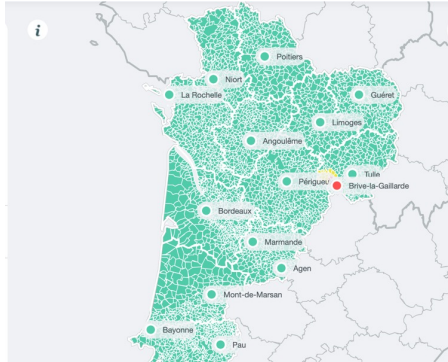 i
Poitiers
Niort
La Rochelle
Guéret
Limoges
Angoulême
Tulle
Périgueu
Brive-la-Gaillarde
Bordeaux
Marmande
Agen
Mont-de-Marsan
Bayonne
Pau